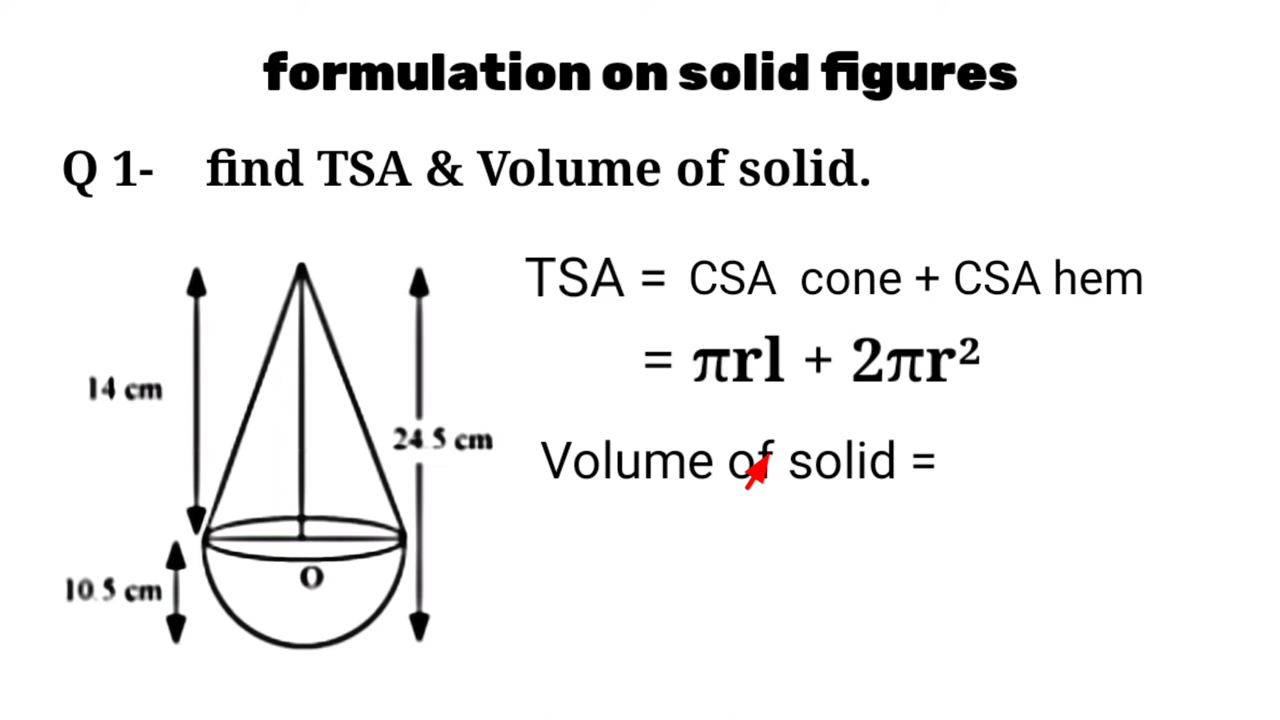 formulation on solid figures
Q 1- find TSA & Volume of solid.
TSA = CSA cone + CSA hem
= πrl + 2πr²
14 cm
24 5 cm
Volume of solid =
O
10 5 cm